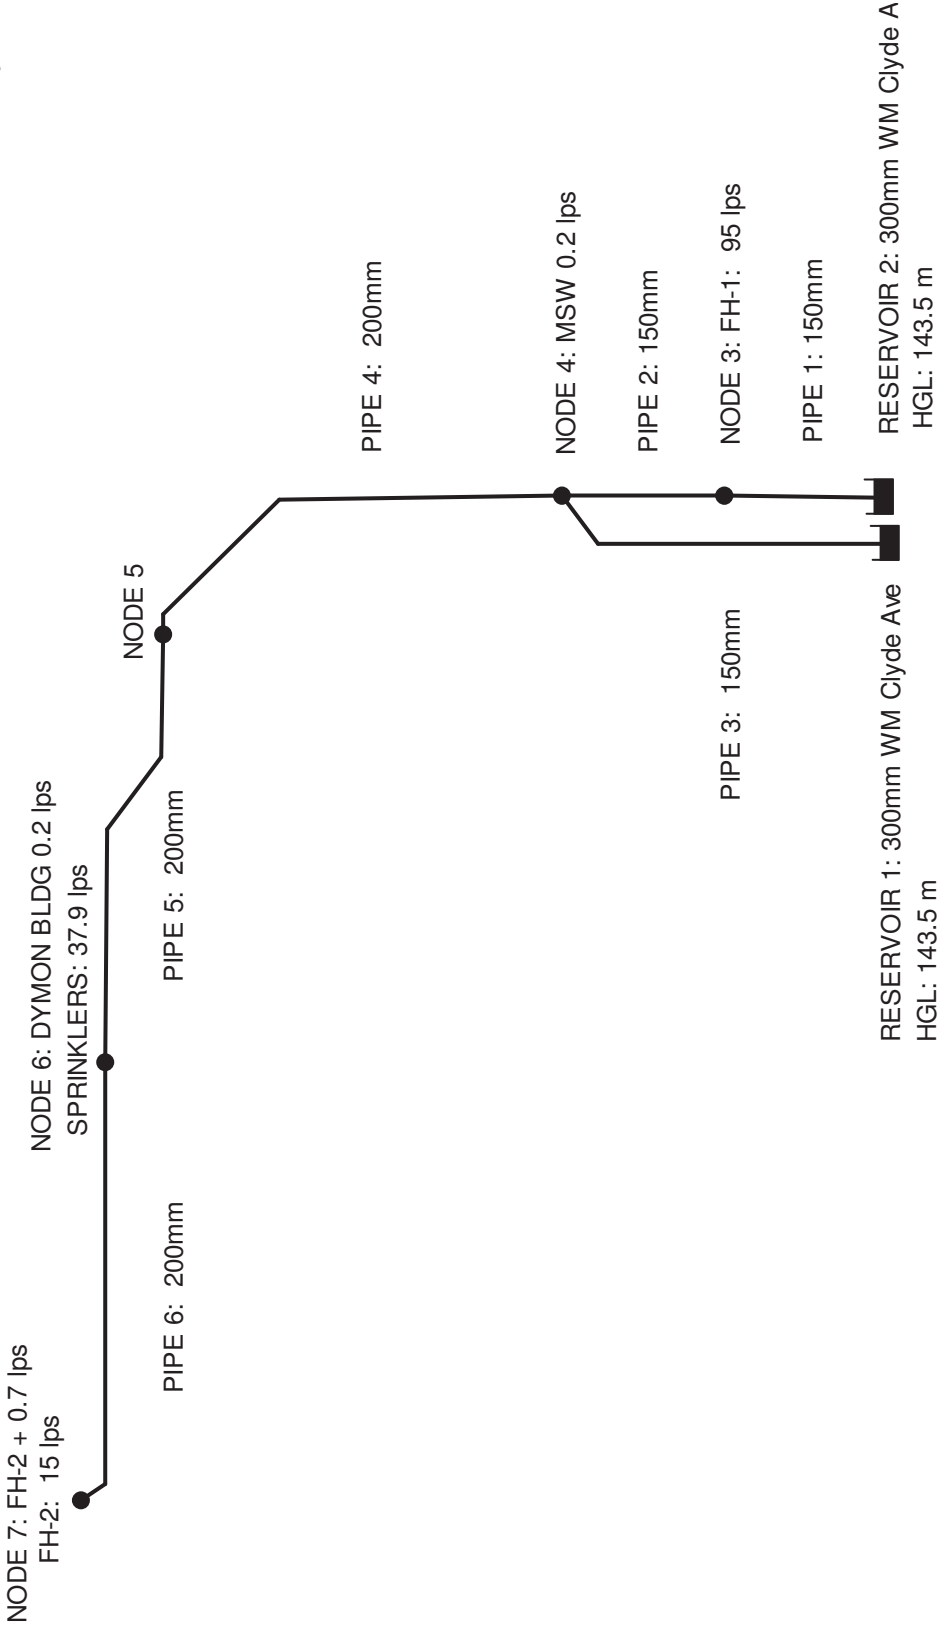 NODE 7: FH-2 + 0.7 lps
FH-2: 15 lps
PIPE 6: 200mm
NODE 6: DYMON BLDG 0.2 lps
SPRINKLERS: 37.9 lps
PIPE 5: 200mm
NODE 5
PIPE 4: 200mm
NODE 4: MSW 0.2 lps
PIPE 2: 150mm
NODE 3: FH-1: 95 lps
PIPE 1: 150mm
PIPE 3: 150mm
RESERVOIR 1: 300mm WM Clyde Ave
HGL: 143.5 m
RESERVOIR 2: 300mm WM Clyde A
HGL: 143.5 m